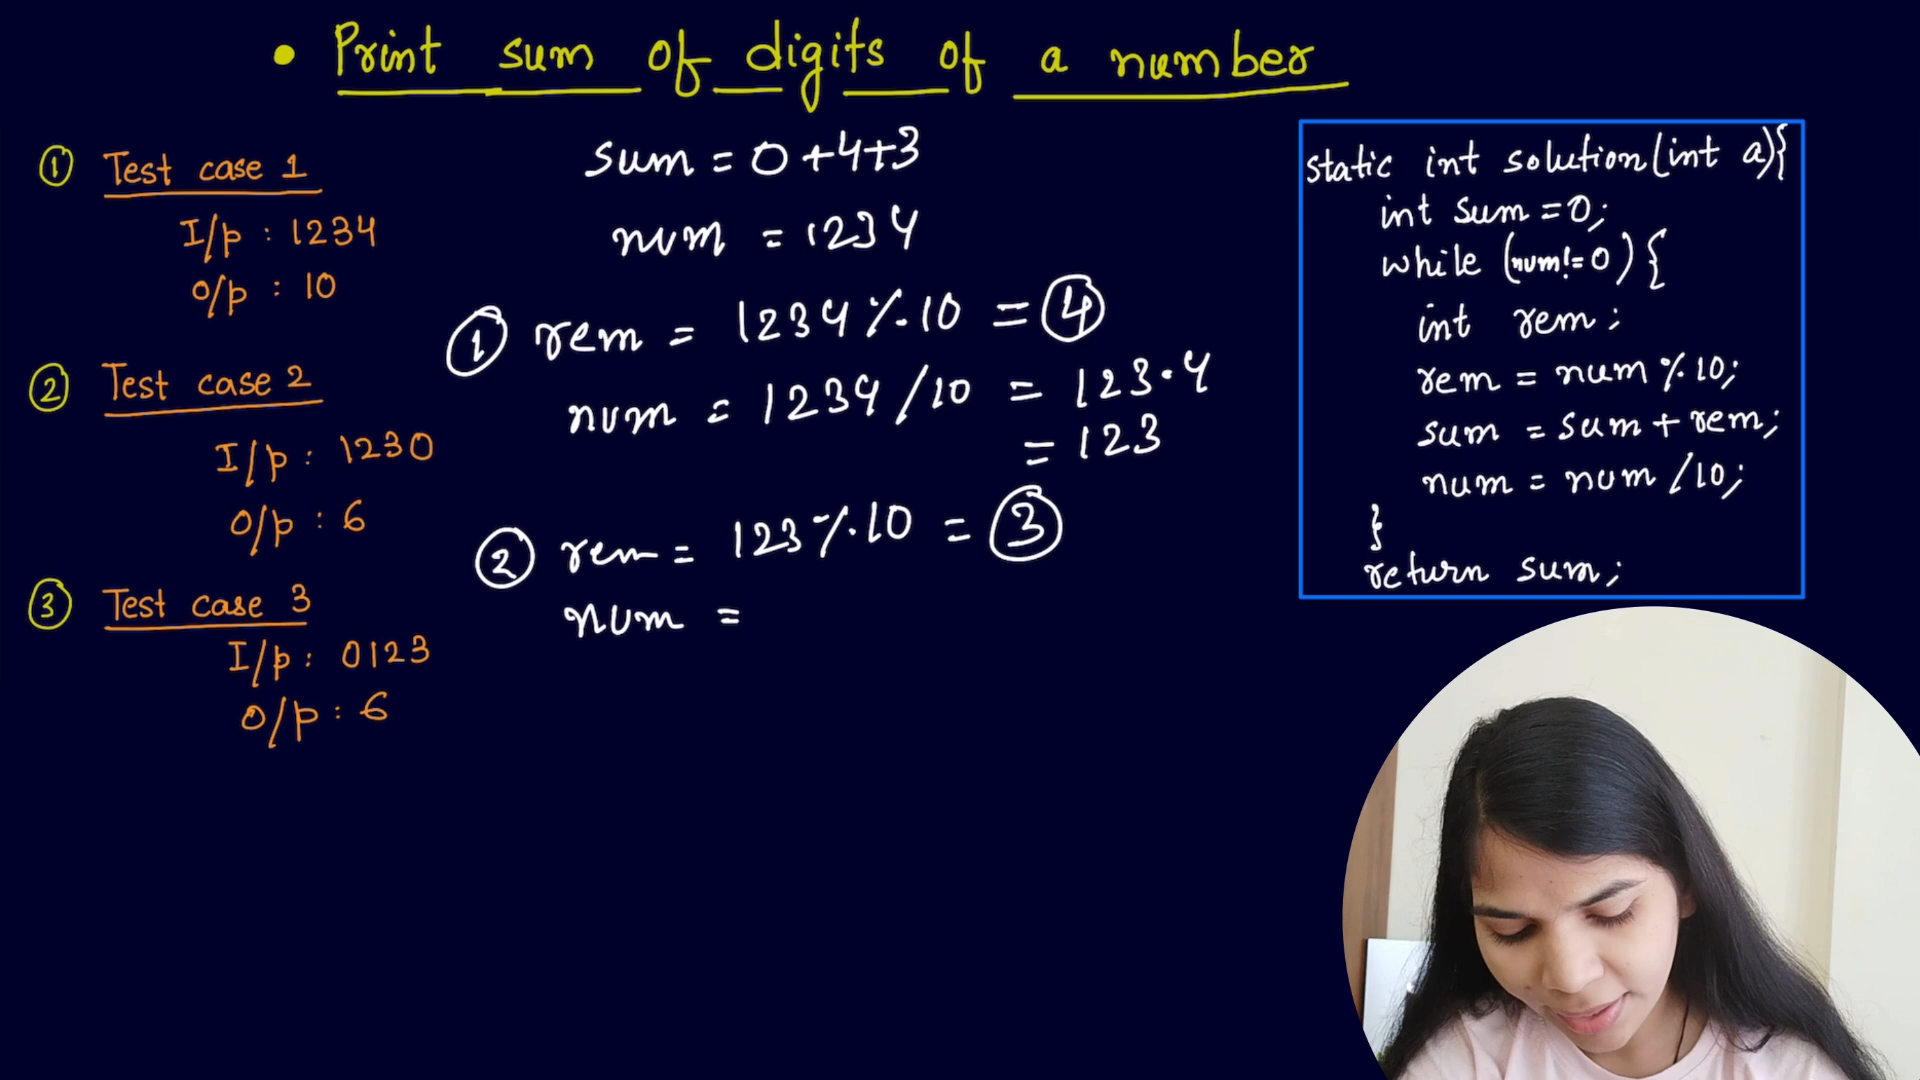 • Print sum of digits of a number
① Test case 1
I/p : 1234
O/p : 10
② Test case 2
I/p : 1230
O/p : 6
③ Test case 3
I/p : 0123
O/p : 6
sum = 0+4+3
num = 1234
① rem = 1234 % 10 = ④
num = 1234 / 10 = 123.4
= 123
② rem = 123 % 10 = ③
num =
static int solution(int a){
int sum = 0;
while (num != 0) {
int rem;
rem = num % 10;
sum = sum + rem;
num = num / 10;
}
return sum;